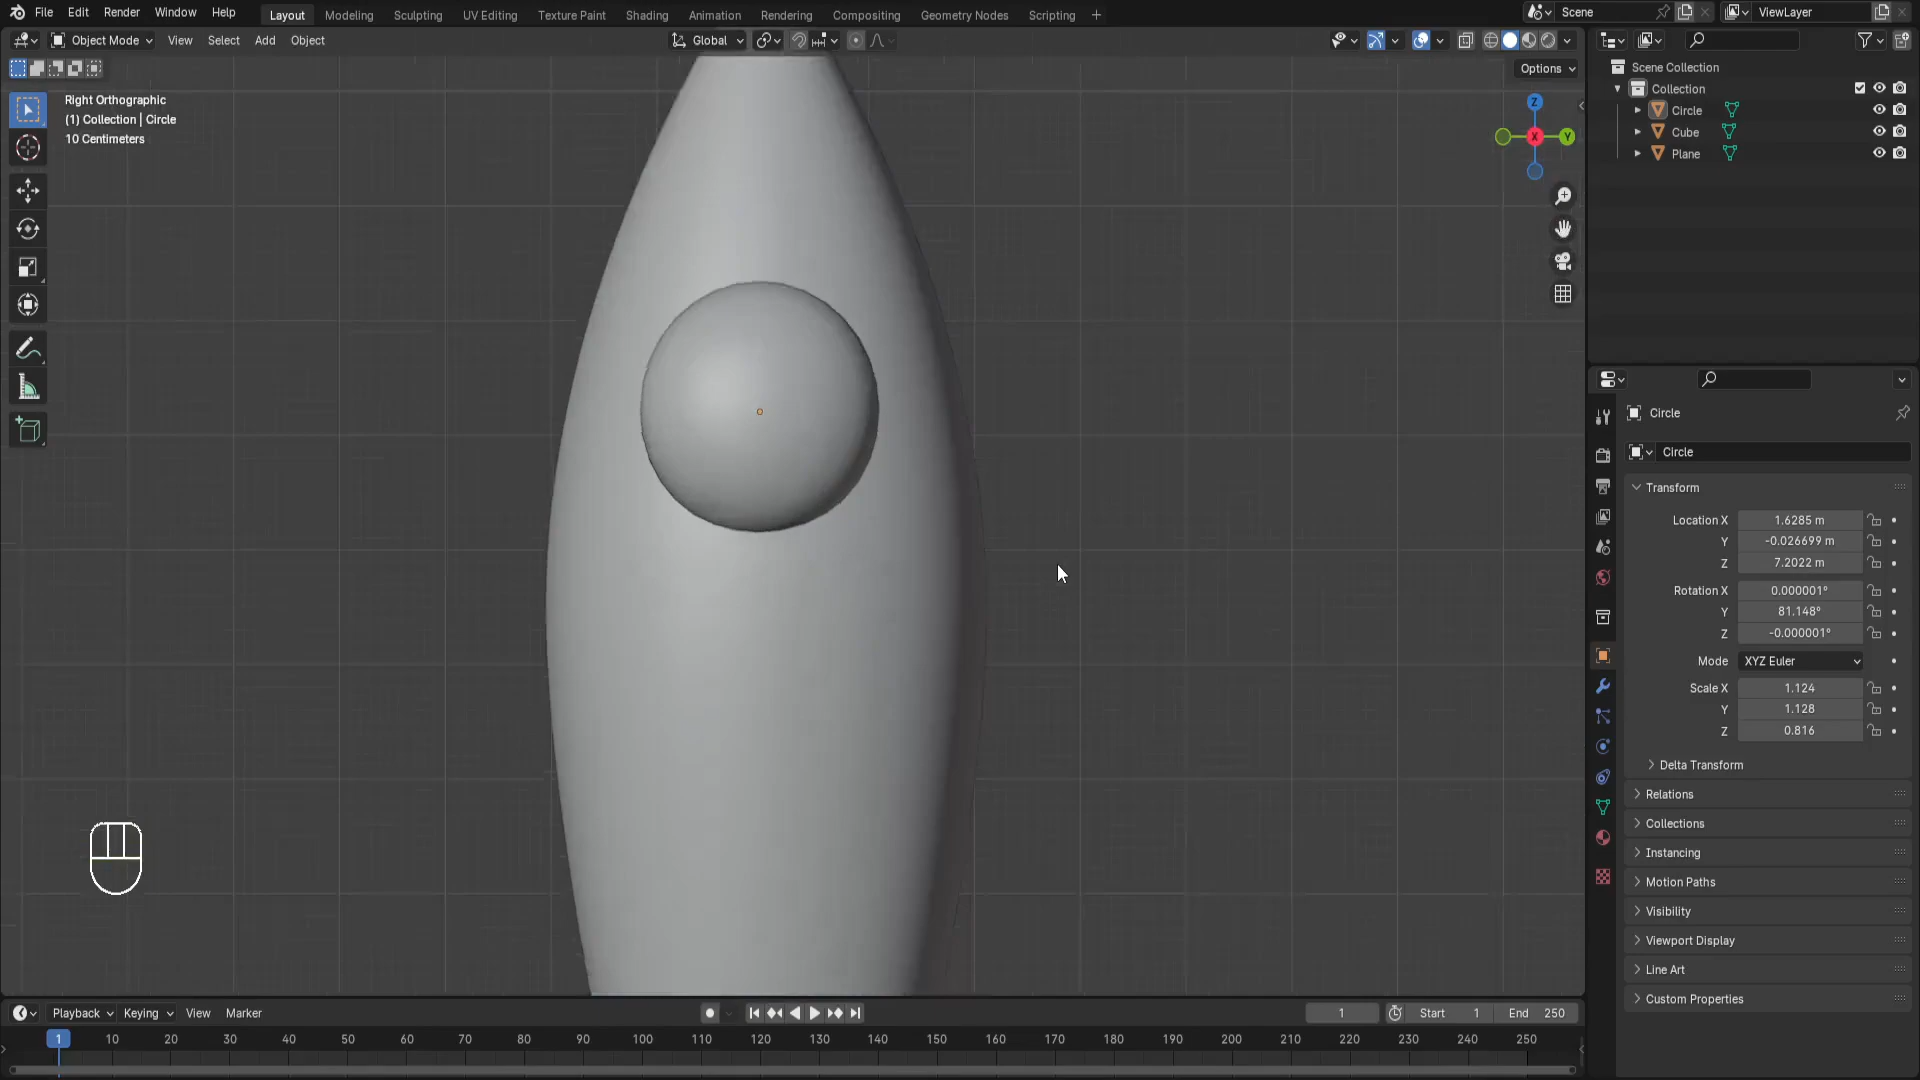 File Edit Render Window Help Layout Modeling Sculpting UV Editing Texture Paint Shading Animation Rendering Compositing Geometry Nodes Scripting + Scene ViewLayer
Object Mode View Select Add Object Global
Options
Right Orthographic
(1) Collection | Circle
10 Centimeters
Z
X
Y
Scene Collection
Collection
Circle
Cube
Plane
Circle
Circle
Transform
Location X 1.6285 m
Y -0.026699 m
Z 7.2022 m
Rotation X 0.000001°
Y 81.148°
Z -0.000001°
Mode XYZ Euler
Scale X 1.124
Y 1.128
Z 0.816
Delta Transform
Relations
Collections
Instancing
Motion Paths
Visibility
Viewport Display
Line Art
Custom Properties
Playback Keying View Marker 1 Start 1 End 250
1 10 20 30 40 50 60 70 80 90 100 110 120 130 140 150 160 170 180 190 200 210 220 230 240 250